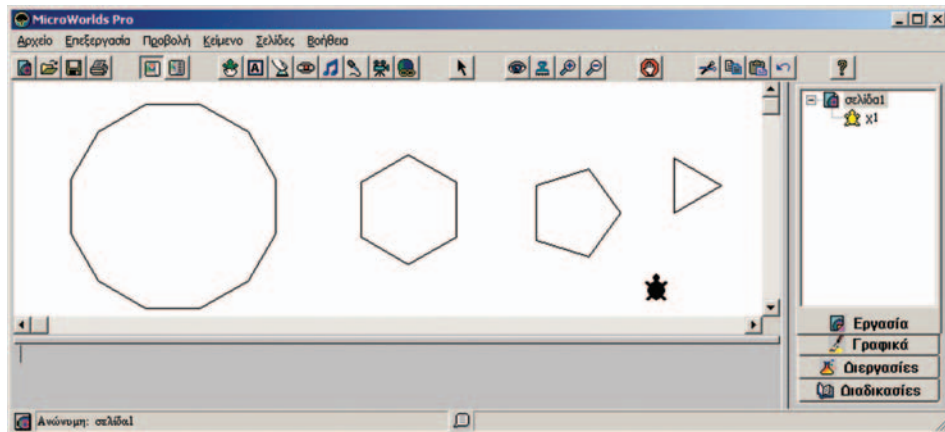 MicroWorlds Pro
Αρχείο Επεξεργασία Προβολή Κείμενο Σελίδες Βοήθεια
σελίδα1
χ1
Εργασία
Γραφικά
Διεργασίες
Διαδικασίες
Ανώνυμη: σελίδα1